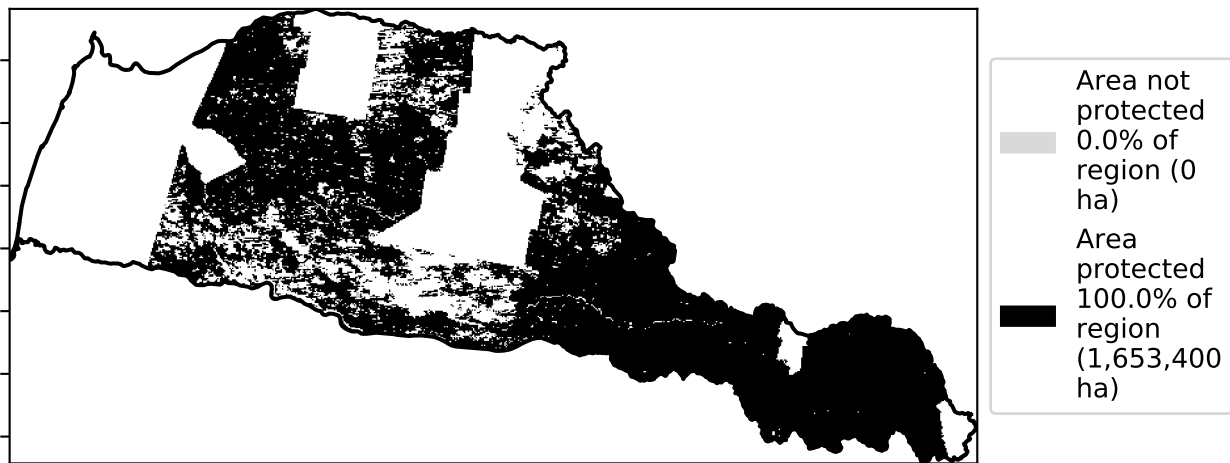 Area not
protected
0.0% of
region (0
ha)
Area
protected
100.0% of
region
(1,653,400
ha)